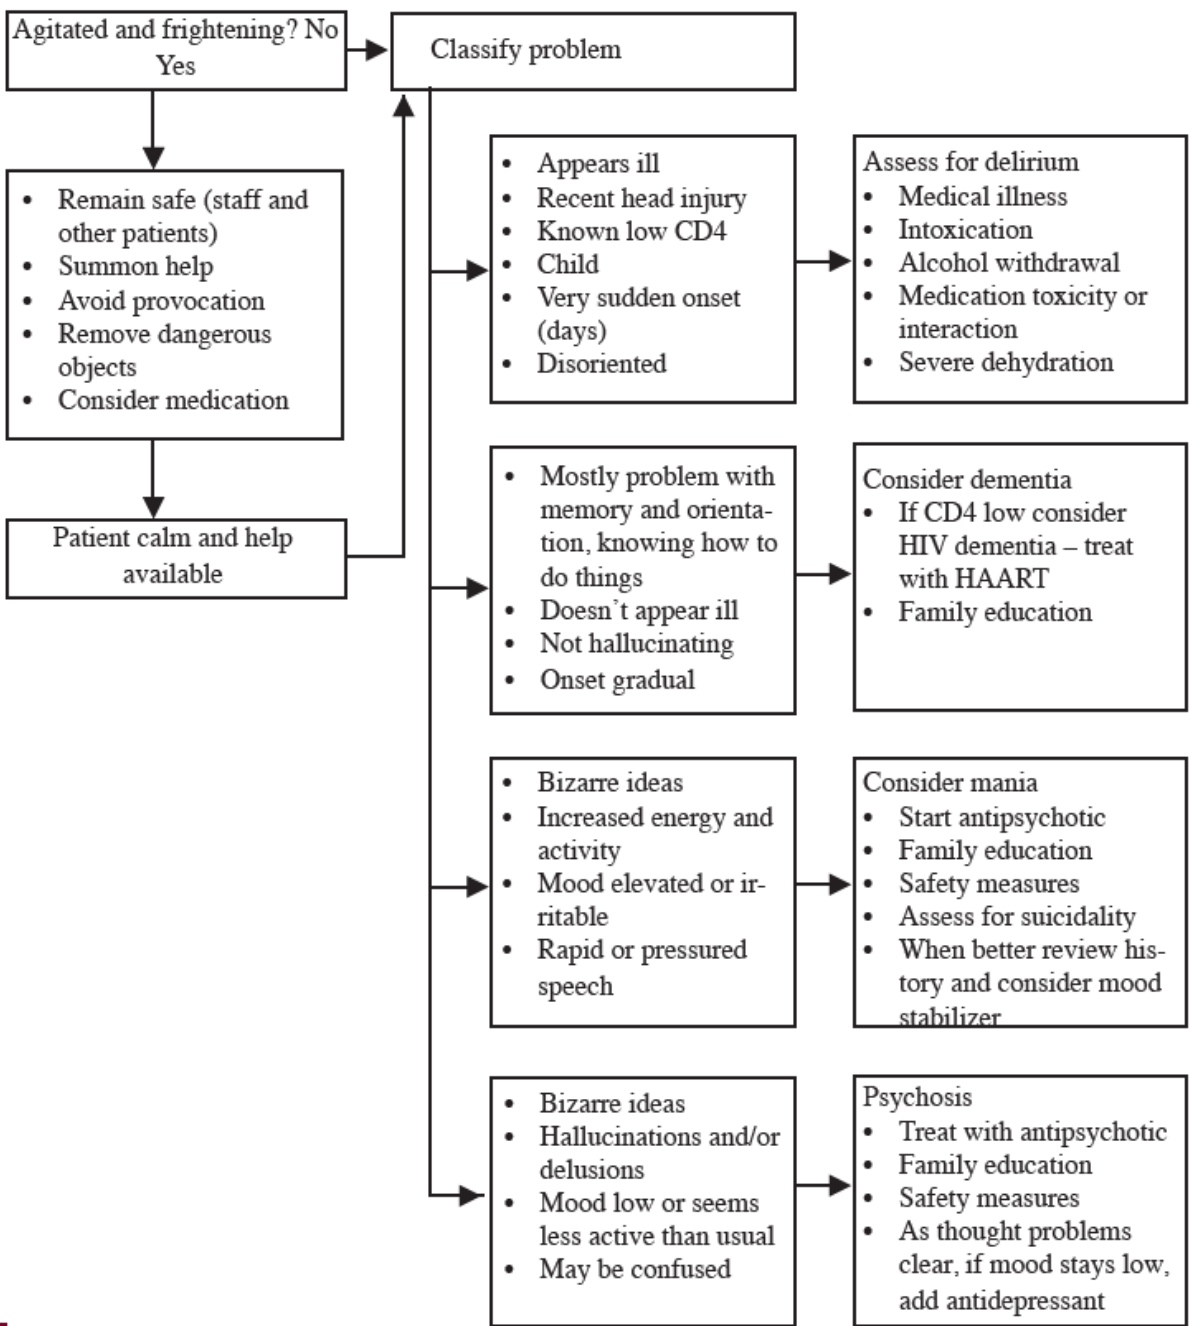 Agitated and frightening? No
Yes
Classify problem
• Remain safe (staff and
other patients)
• Summon help
• Avoid provocation
• Remove dangerous
objects
• Consider medication
Patient calm and help
available
• Appears ill
• Recent head injury
• Known low CD4
• Child
• Very sudden onset
(days)
• Disoriented
Assess for delirium
• Medical illness
• Intoxication
• Alcohol withdrawal
• Medication toxicity or
interaction
• Severe dehydration
• Mostly problem with
memory and orienta-
tion, knowing how to
do things
• Doesn’t appear ill
• Not hallucinating
• Onset gradual
Consider dementia
• If CD4 low consider
HIV dementia – treat
with HAART
• Family education
• Bizarre ideas
• Increased energy and
activity
• Mood elevated or ir-
ritable
• Rapid or pressured
speech
Consider mania
• Start antipsychotic
• Family education
• Safety measures
• Assess for suicidality
• When better review his-
tory and consider mood
stabilizer
• Bizarre ideas
• Hallucinations and/or
delusions
• Mood low or seems
less active than usual
• May be confused
Psychosis
• Treat with antipsychotic
• Family education
• Safety measures
• As thought problems
clear, if mood stays low,
add antidepressant